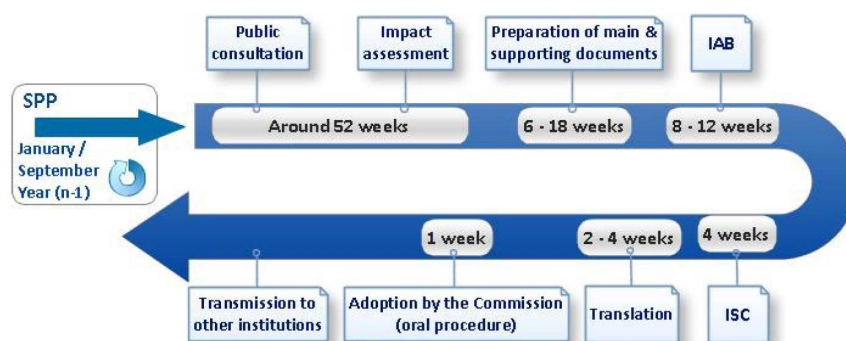 Public
consultation
Impact
assessment
Preparation of main &
supporting documents
IAB
SPP
January /
September
Year (n-1)
Around 52 weeks
6 - 18 weeks
8 - 12 weeks
1 week
2 - 4 weeks
4 weeks
Transmission to
other institutions
Adoption by the Commission
(oral procedure)
Translation
ISC